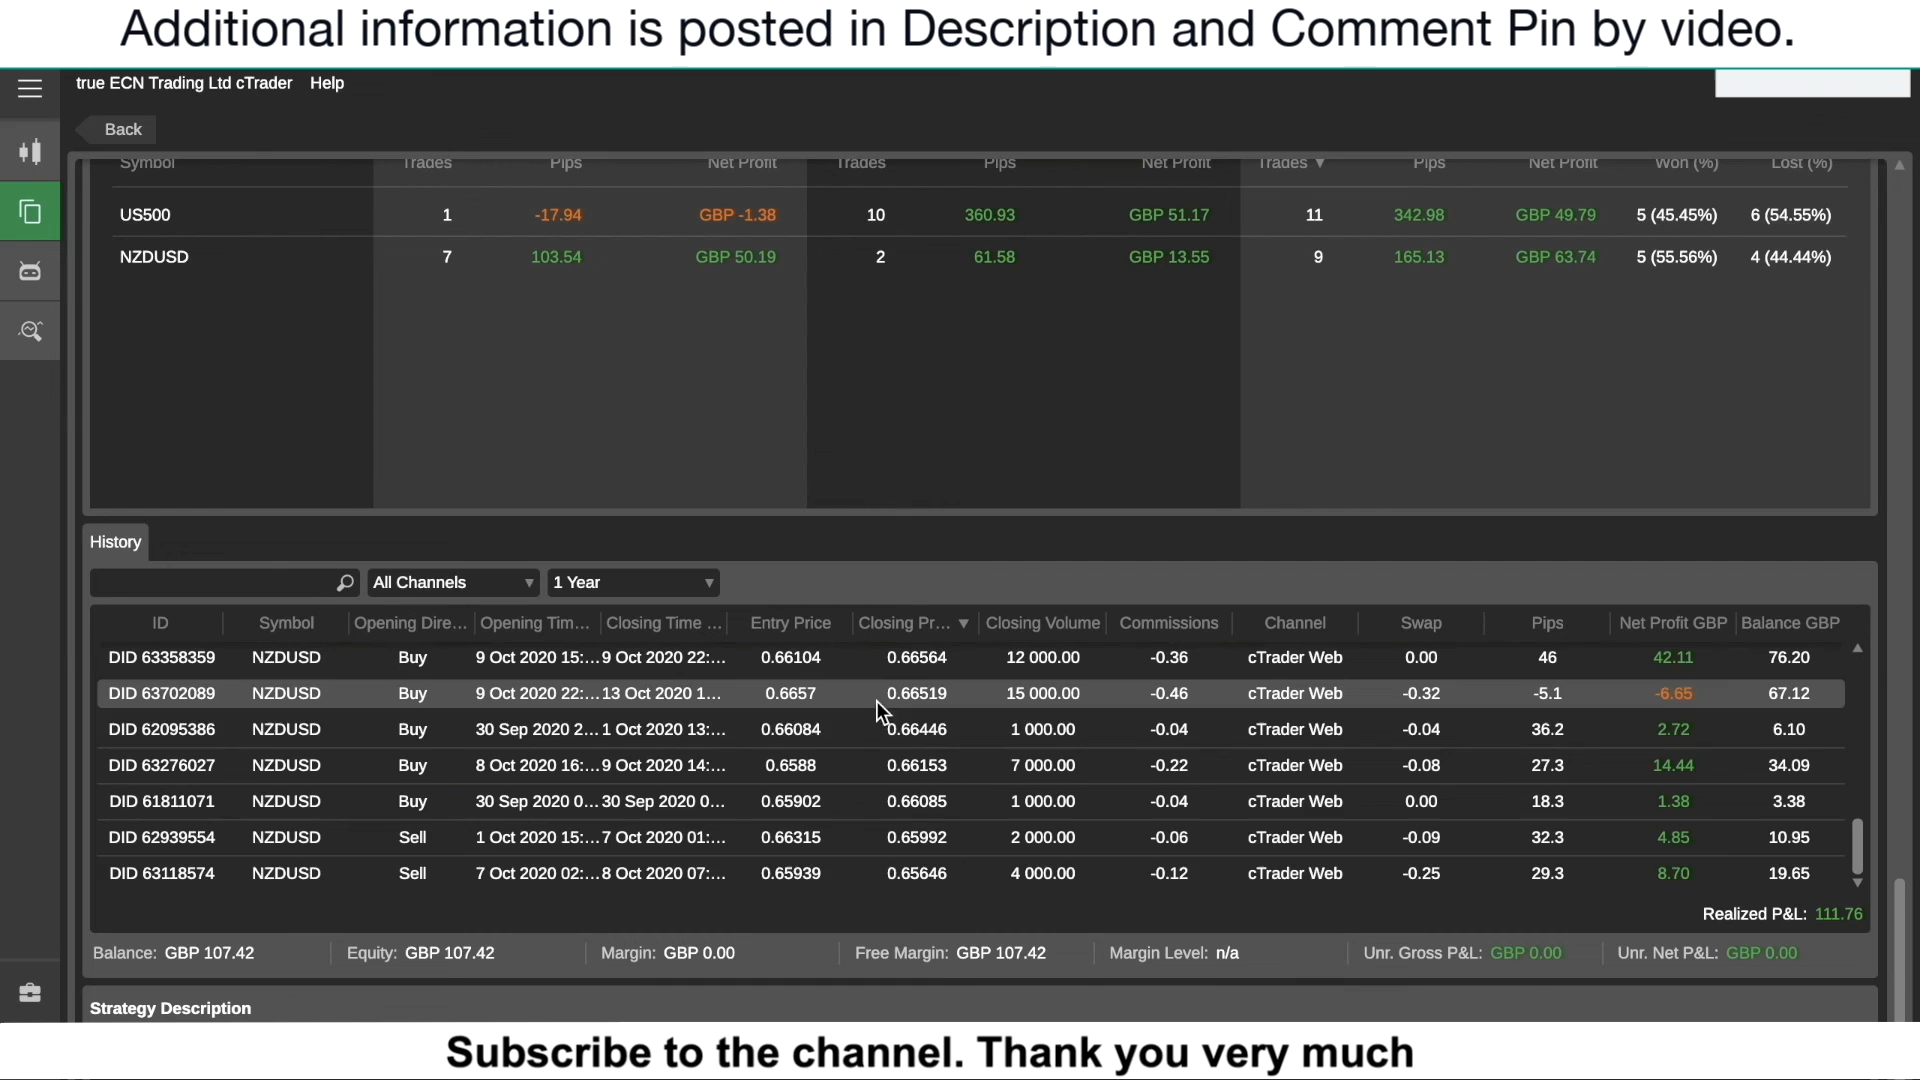 Additional information is posted in Description and Comment Pin by video.
true ECN Trading Ltd cTrader Help
Back
Symbol Trades Pips Net Profit Trades Pips Net Profit Trades ▼ Pips Net Profit Won (%) Lost (%)
US500 1 -17.94 GBP -1.38 10 360.93 GBP 51.17 11 342.98 GBP 49.79 5 (45.45%) 6 (54.55%)
NZDUSD 7 103.54 GBP 50.19 2 61.58 GBP 13.55 9 165.13 GBP 63.74 5 (55.56%) 4 (44.44%)
History
All Channels ▼ 1 Year ▼
ID Symbol Opening Dire... Opening Tim... Closing Time ... Entry Price Closing Pr... ▼ Closing Volume Commissions Channel Swap Pips Net Profit GBP Balance GBP
DID 63358359 NZDUSD Buy 9 Oct 2020 15:... 9 Oct 2020 22:... 0.66104 0.66564 12 000.00 -0.36 cTrader Web 0.00 46 42.11 76.20
DID 63702089 NZDUSD Buy 9 Oct 2020 22:... 13 Oct 2020 1... 0.6657 0.66519 15 000.00 -0.46 cTrader Web -0.32 -5.1 -6.65 67.12
DID 62095386 NZDUSD Buy 30 Sep 2020 2... 1 Oct 2020 13:... 0.66084 0.66446 1 000.00 -0.04 cTrader Web -0.04 36.2 2.72 6.10
DID 63276027 NZDUSD Buy 8 Oct 2020 16:... 9 Oct 2020 14:... 0.6588 0.66153 7 000.00 -0.22 cTrader Web -0.08 27.3 14.44 34.09
DID 61811071 NZDUSD Buy 30 Sep 2020 0... 30 Sep 2020 0... 0.65902 0.66085 1 000.00 -0.04 cTrader Web 0.00 18.3 1.38 3.38
DID 62939554 NZDUSD Sell 1 Oct 2020 15:... 7 Oct 2020 01:... 0.66315 0.65992 2 000.00 -0.06 cTrader Web -0.09 32.3 4.85 10.95
DID 63118574 NZDUSD Sell 7 Oct 2020 02:... 8 Oct 2020 07:... 0.65939 0.65646 4 000.00 -0.12 cTrader Web -0.25 29.3 8.70 19.65
Realized P&L: 111.76
Balance: GBP 107.42 Equity: GBP 107.42 Margin: GBP 0.00 Free Margin: GBP 107.42 Margin Level: n/a Unr. Gross P&L: GBP 0.00 Unr. Net P&L: GBP 0.00
Strategy Description
Subscribe to the channel. Thank you very much